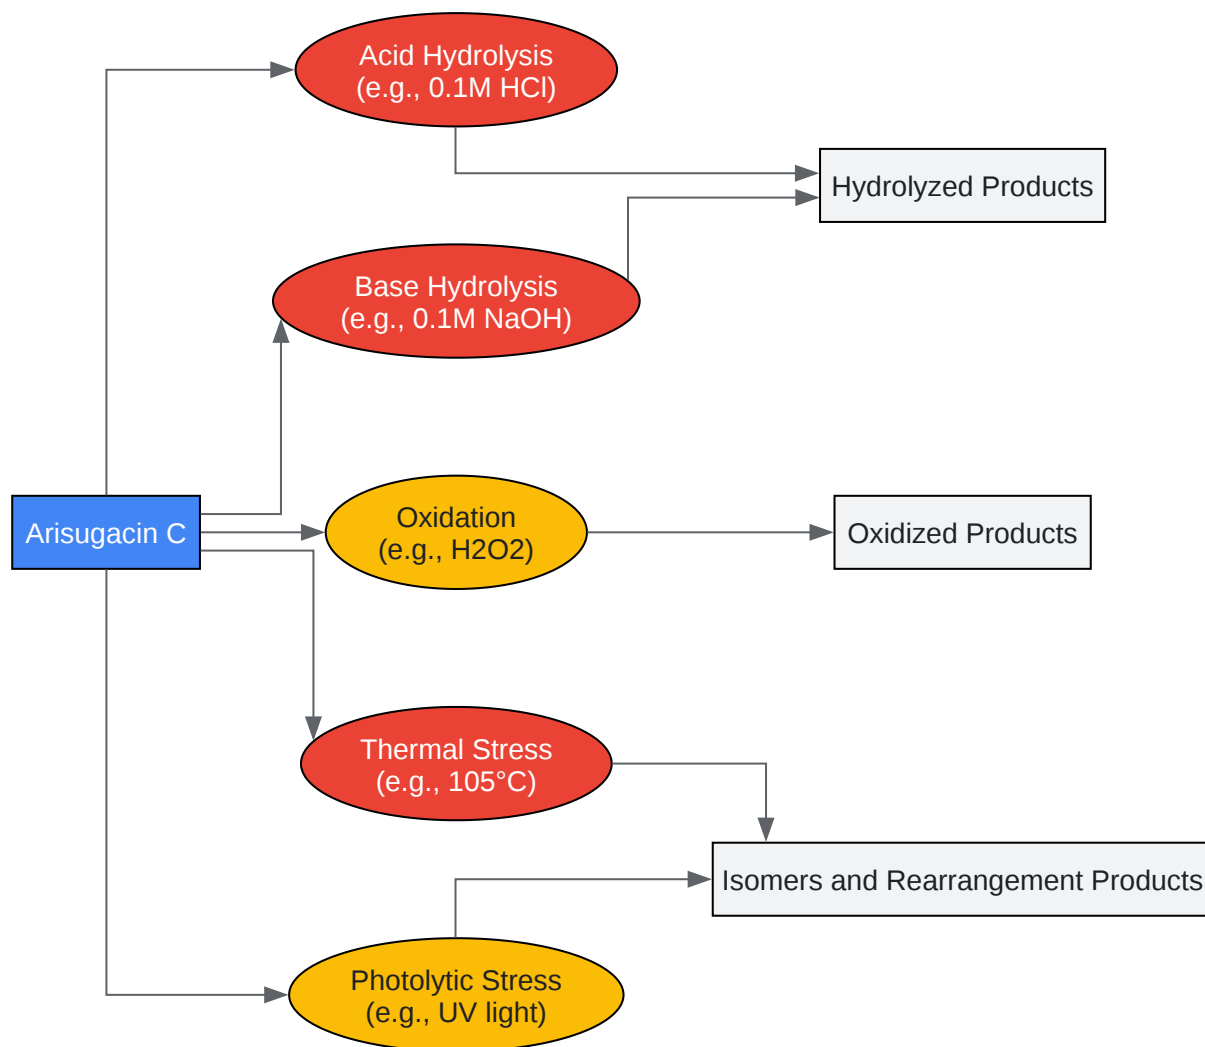 Acid Hydrolysis
(e.g., 0.1M HCl)
Hydrolyzed Products
Base Hydrolysis
(e.g., 0.1M NaOH)
Arisugacin C
Oxidation
(e.g., H2O2)
Oxidized Products
Thermal Stress
(e.g., 105°C)
Isomers and Rearrangement Products
Photolytic Stress
(e.g., UV light)